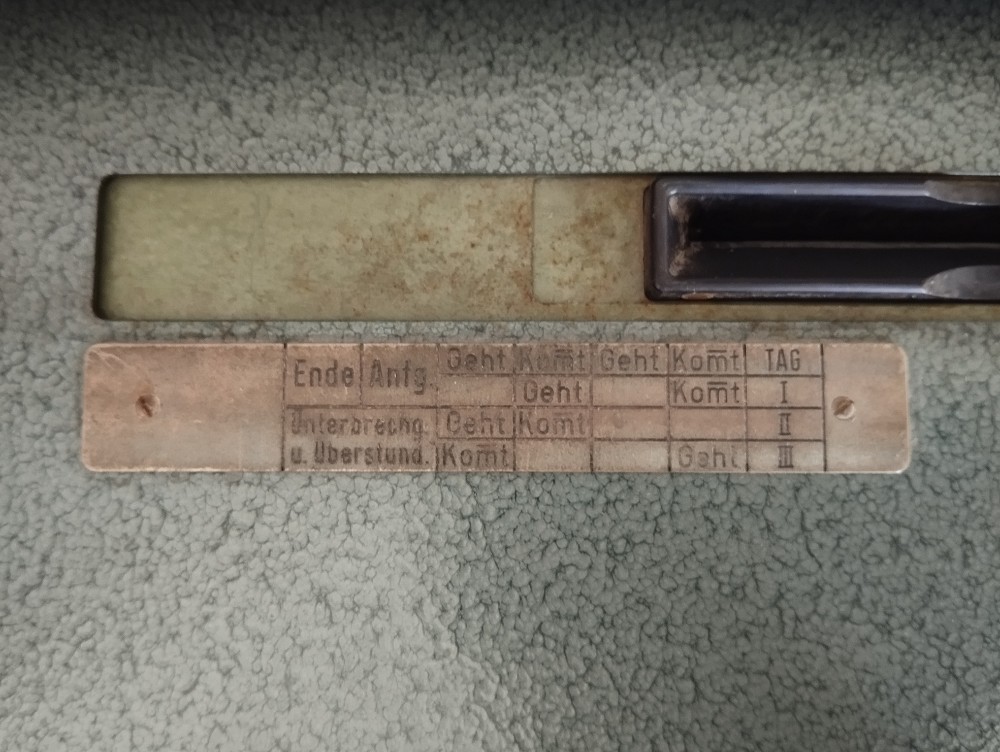 Ende Anfg. Geht Kom̅t Geht Kom̅t TAG
Geht Kom̅t I
Unterbrechg. Geht Kom̅t II
u. Überstund. Kom̅t Geht III